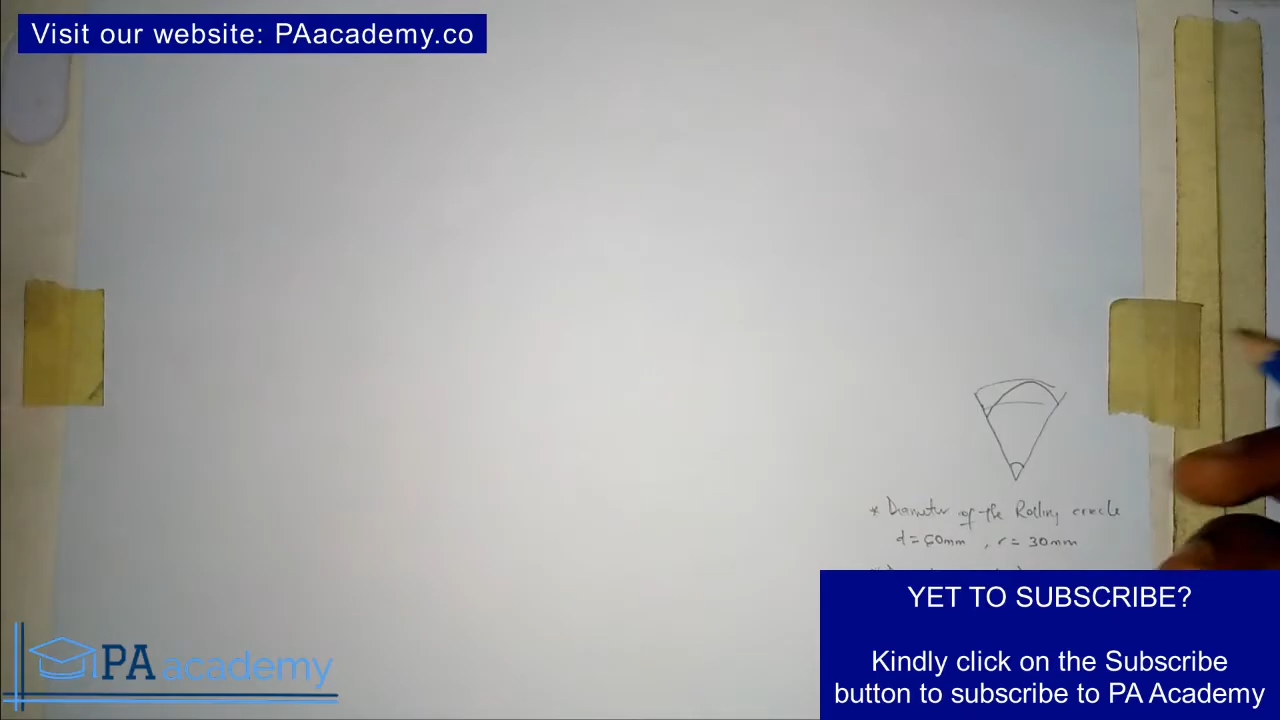 Visit our website: PAacademy.co
* Diameter of the Rolling circle
d=60mm , r= 30mm
YET TO SUBSCRIBE?
Kindly click on the Subscribe
button to subscribe to PA Academy
PA academy